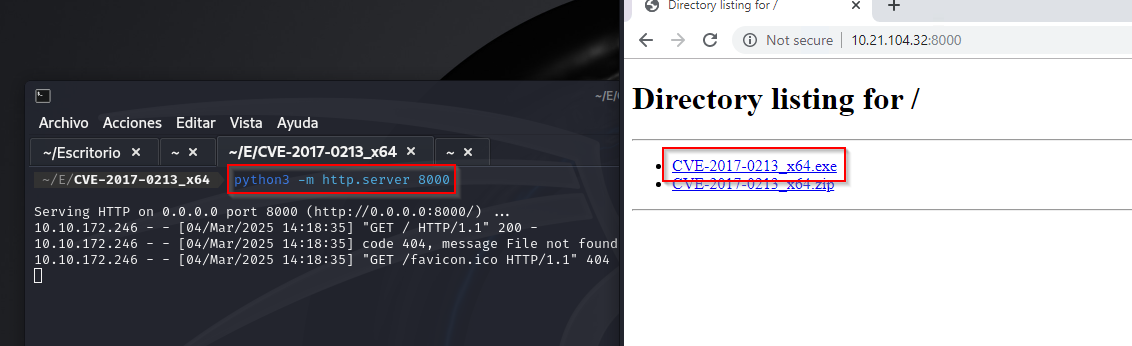 ~/E/
Archivo Acciones Editar Vista Ayuda
~/Escritorio × ~ × ~/E/CVE-2017-0213_x64 × ~ ×
~/E/CVE-2017-0213_x64 python3 -m http.server 8000
Serving HTTP on 0.0.0.0 port 8000 (http://0.0.0.0:8000/) ...
10.10.172.246 - - [04/Mar/2025 14:18:35] "GET / HTTP/1.1" 200 -
10.10.172.246 - - [04/Mar/2025 14:18:35] code 404, message File not found
10.10.172.246 - - [04/Mar/2025 14:18:35] "GET /favicon.ico HTTP/1.1" 404
Directory listing for / × +
Not secure | 10.21.104.32:8000
Directory listing for /
CVE-2017-0213_x64.exe
CVE-2017-0213_x64.zip